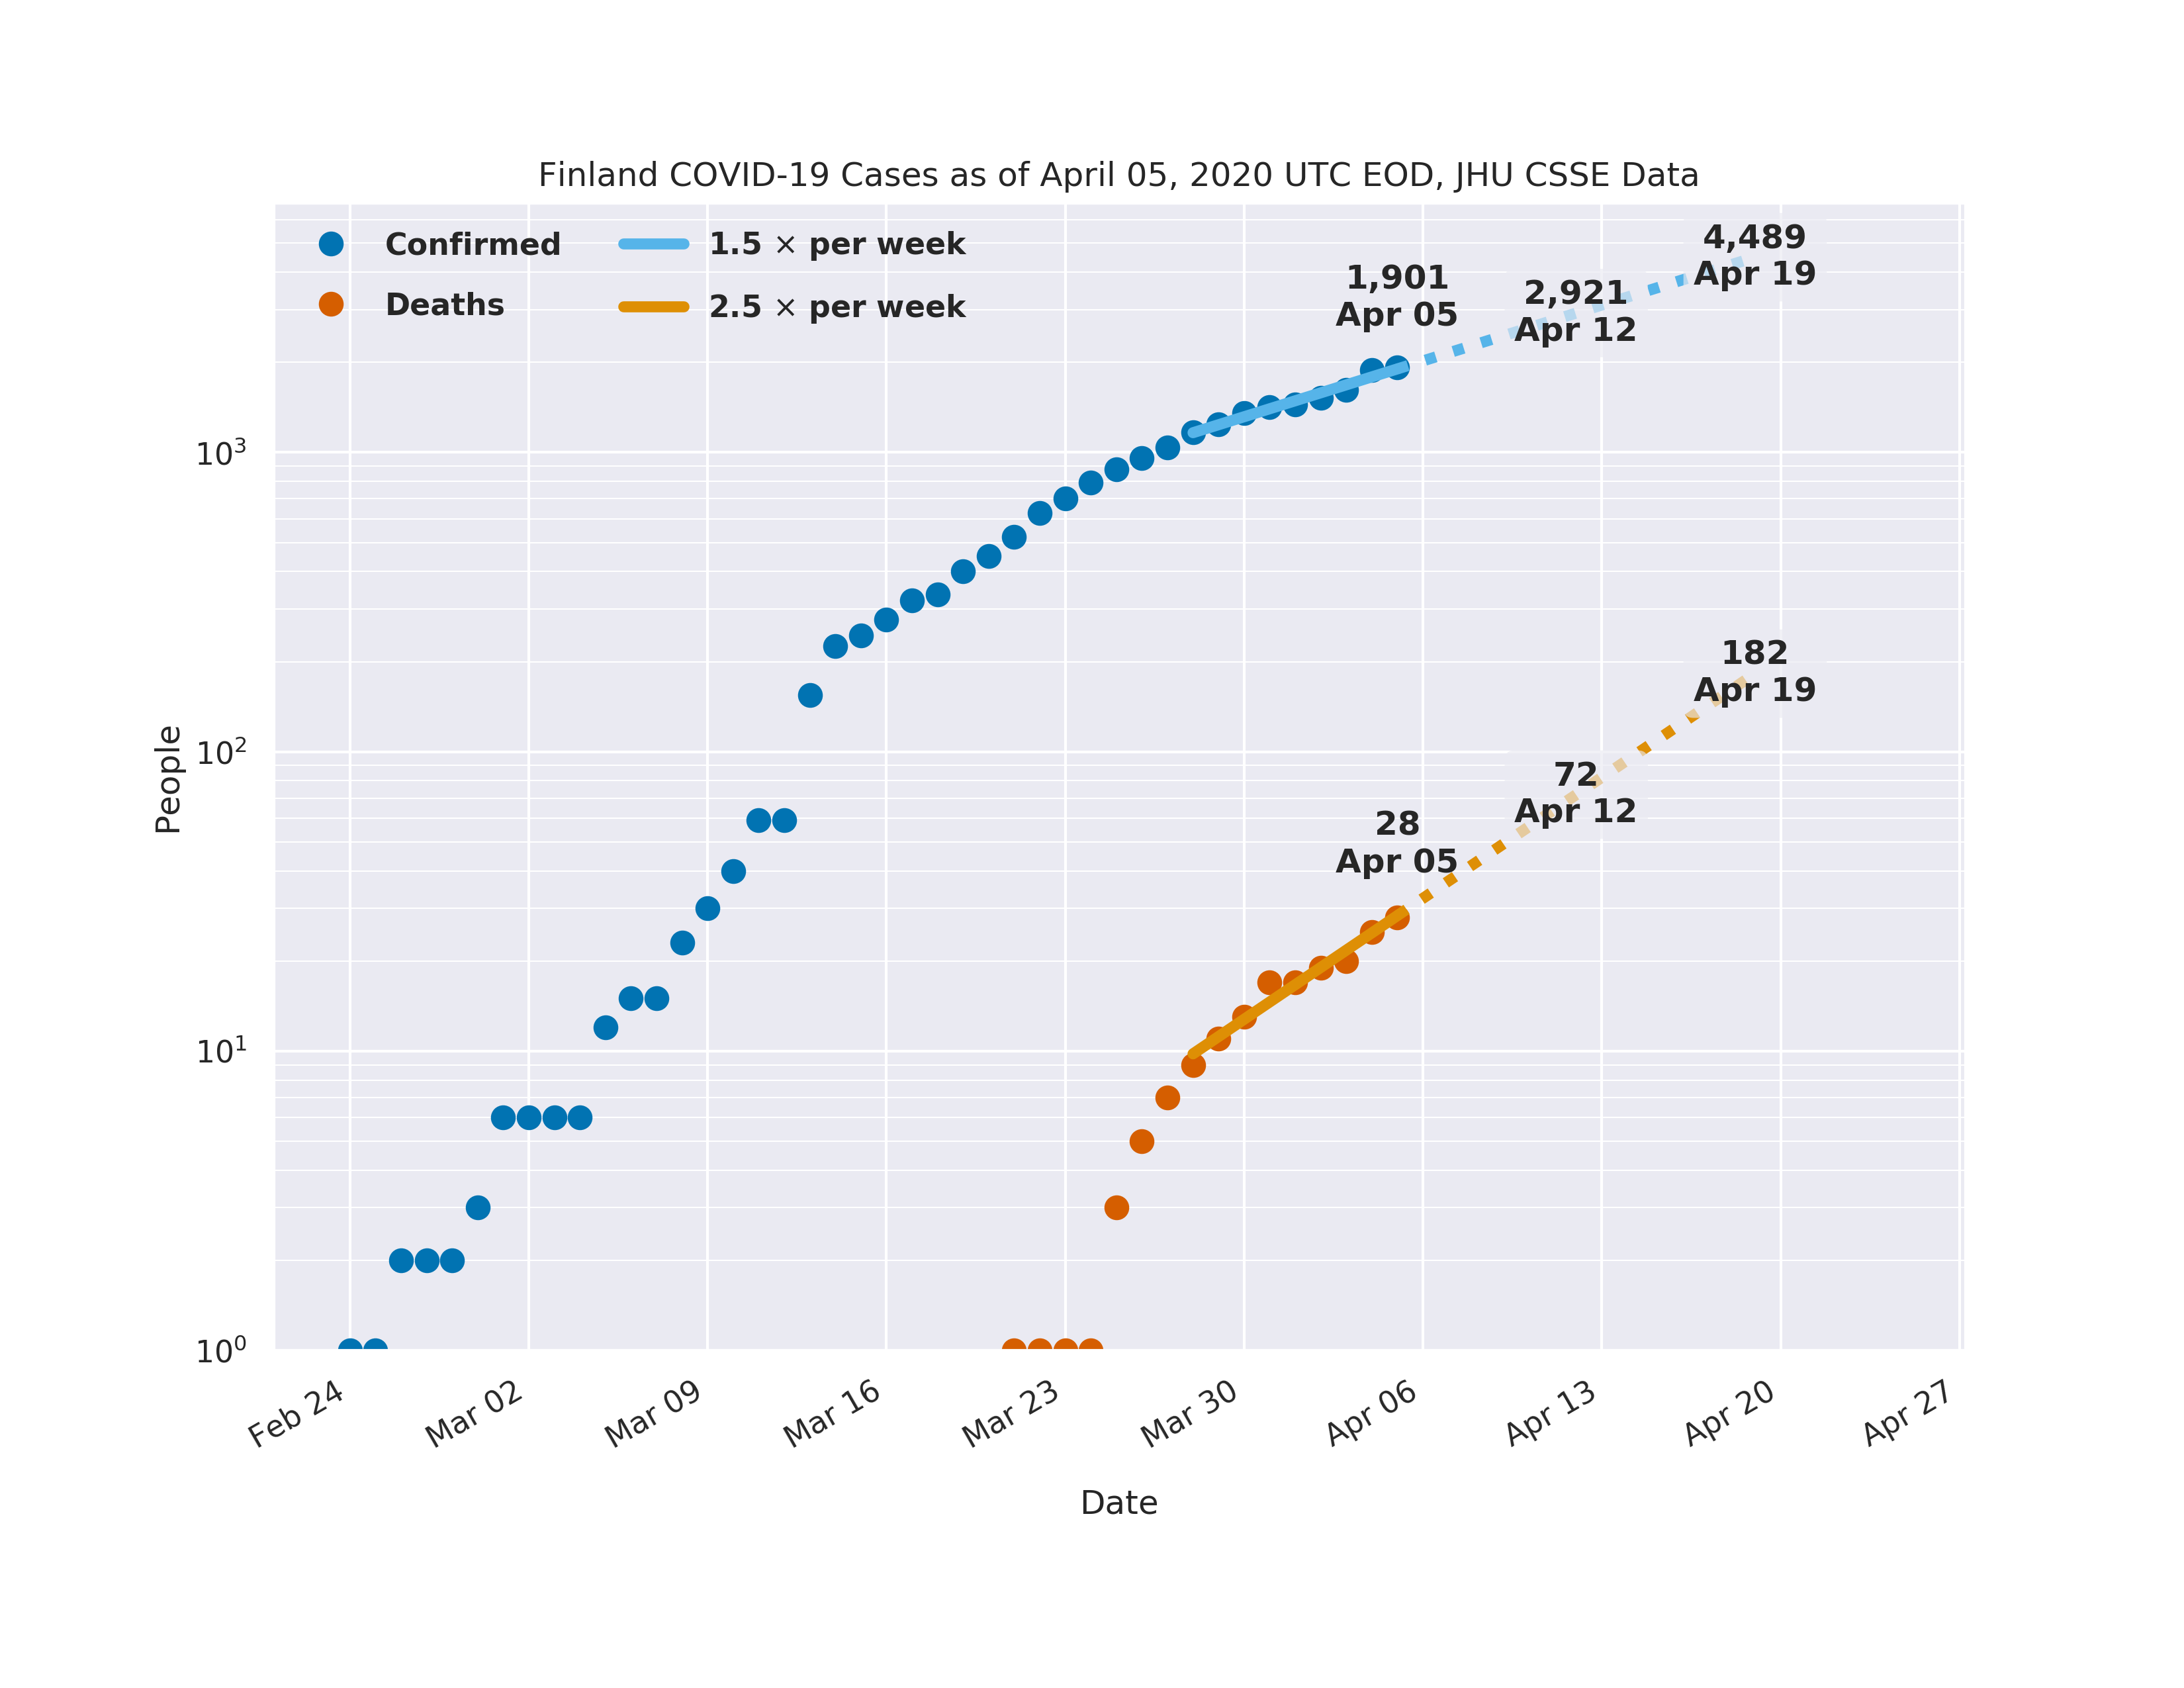 Finland COVID-19 Cases as of April 05, 2020 UTC EOD, JHU CSSE Data
Confirmed
Deaths
1.5 × per week
2.5 × per week
1,901
Apr 05
2,921
Apr 12
4,489
Apr 19
28
Apr 05
72
Apr 12
182
Apr 19
People
10³
10²
10¹
10⁰
Feb 24
Mar 02
Mar 09
Mar 16
Mar 23
Mar 30
Apr 06
Apr 13
Apr 20
Apr 27
Date